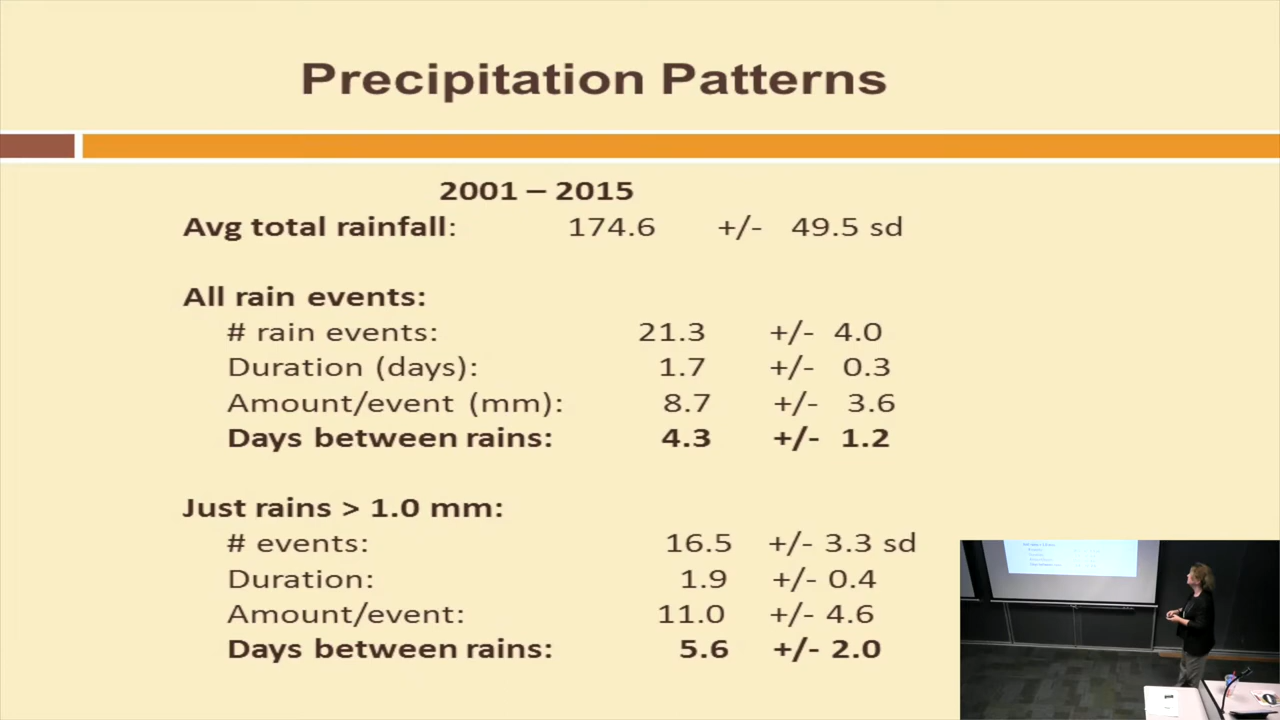 Precipitation Patterns
2001 – 2015
Avg total rainfall: 174.6 +/- 49.5 sd
All rain events:
# rain events: 21.3 +/- 4.0
Duration (days): 1.7 +/- 0.3
Amount/event (mm): 8.7 +/- 3.6
Days between rains: 4.3 +/- 1.2
Just rains > 1.0 mm:
# events: 16.5 +/- 3.3 sd
Duration: 1.9 +/- 0.4
Amount/event: 11.0 +/- 4.6
Days between rains: 5.6 +/- 2.0